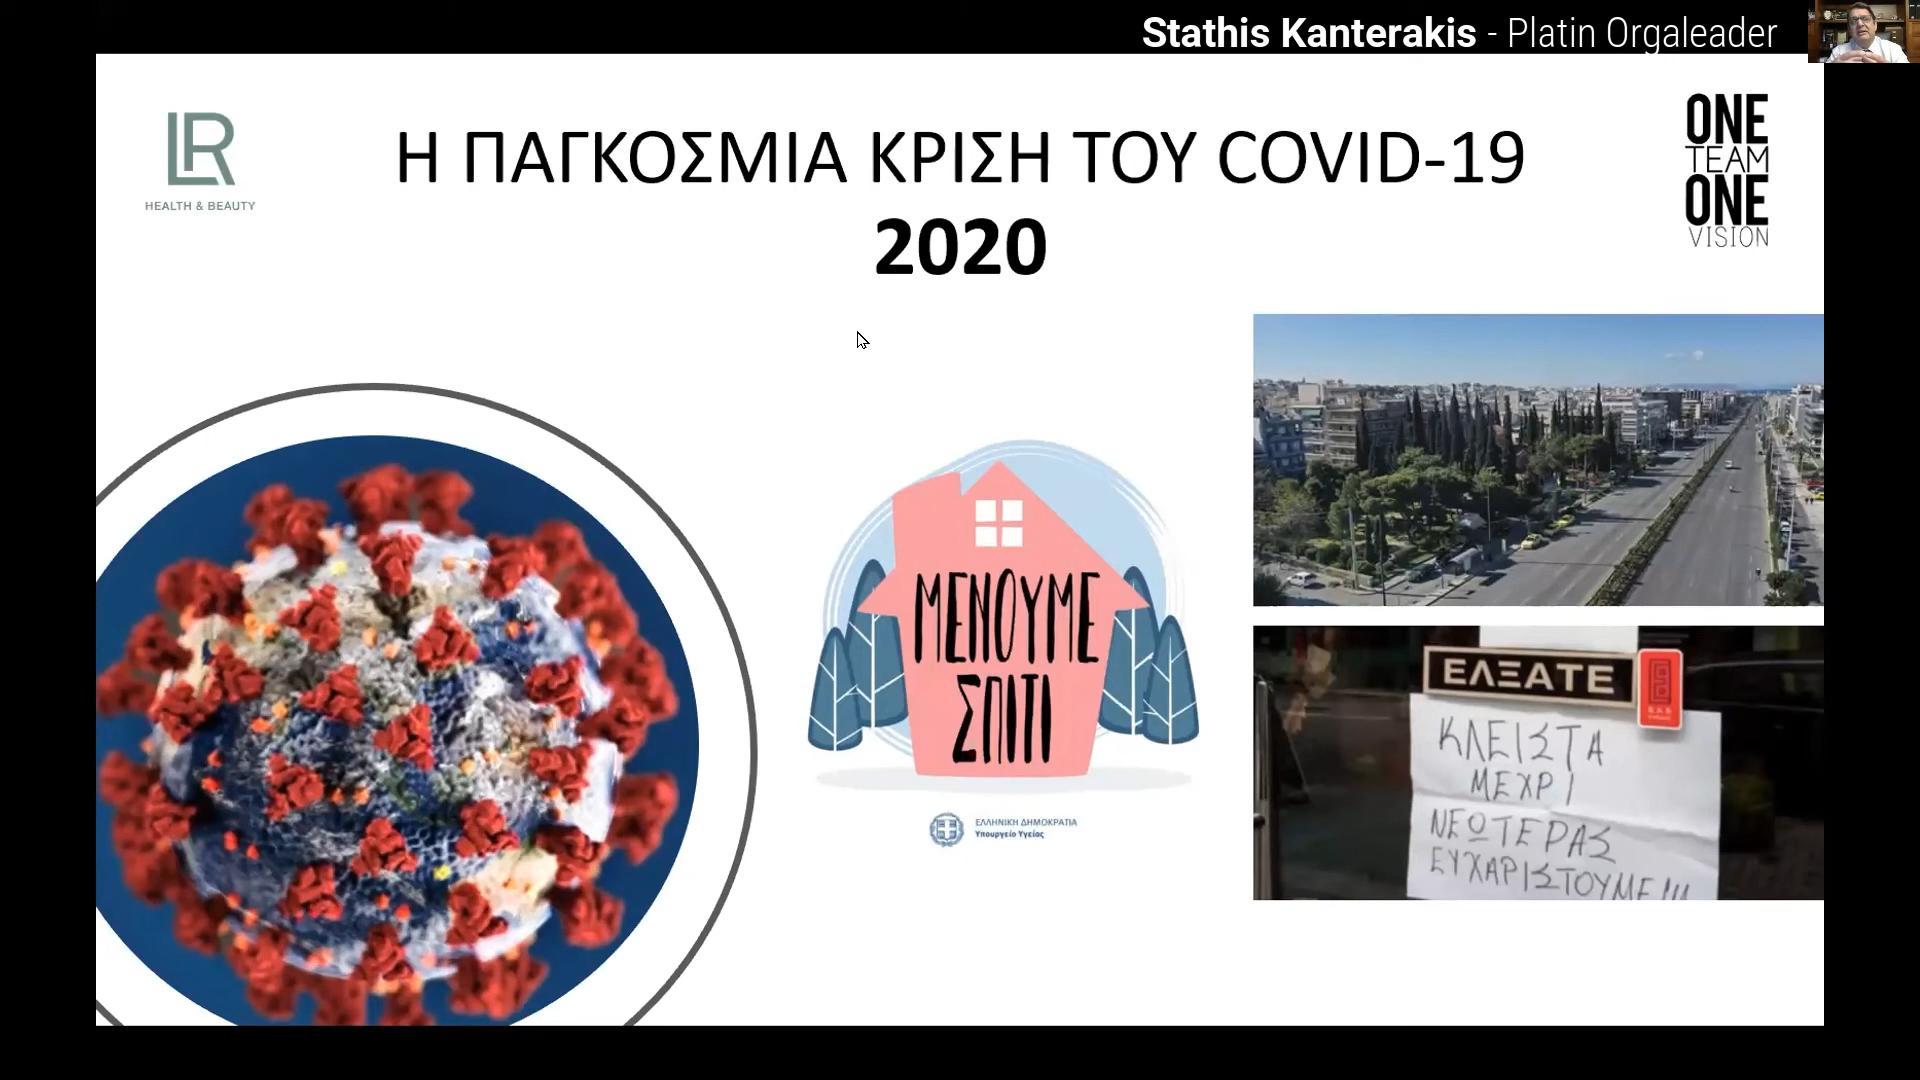 Stathis Kanterakis - Platin Orgaleader
LR
HEALTH & BEAUTY
Η ΠΑΓΚΟΣΜΙΑ ΚΡΙΣΗ ΤΟΥ COVID-19
2020
ONE
TEAM
ONE
VISION
ΜΕΝΟΥΜΕ
ΣΠΙΤΙ
ΕΛΛΗΝΙΚΗ ΔΗΜΟΚΡΑΤΙΑ
Υπουργείο Υγείας
ΕΛΞΑΤΕ
ΚΛΕΙΣΤΑ
ΜΕΧΡΙ
ΝΕΩΤΕΡΑΣ
ΕΥΧΑΡΙΣΤΟΥΜΕ!!!